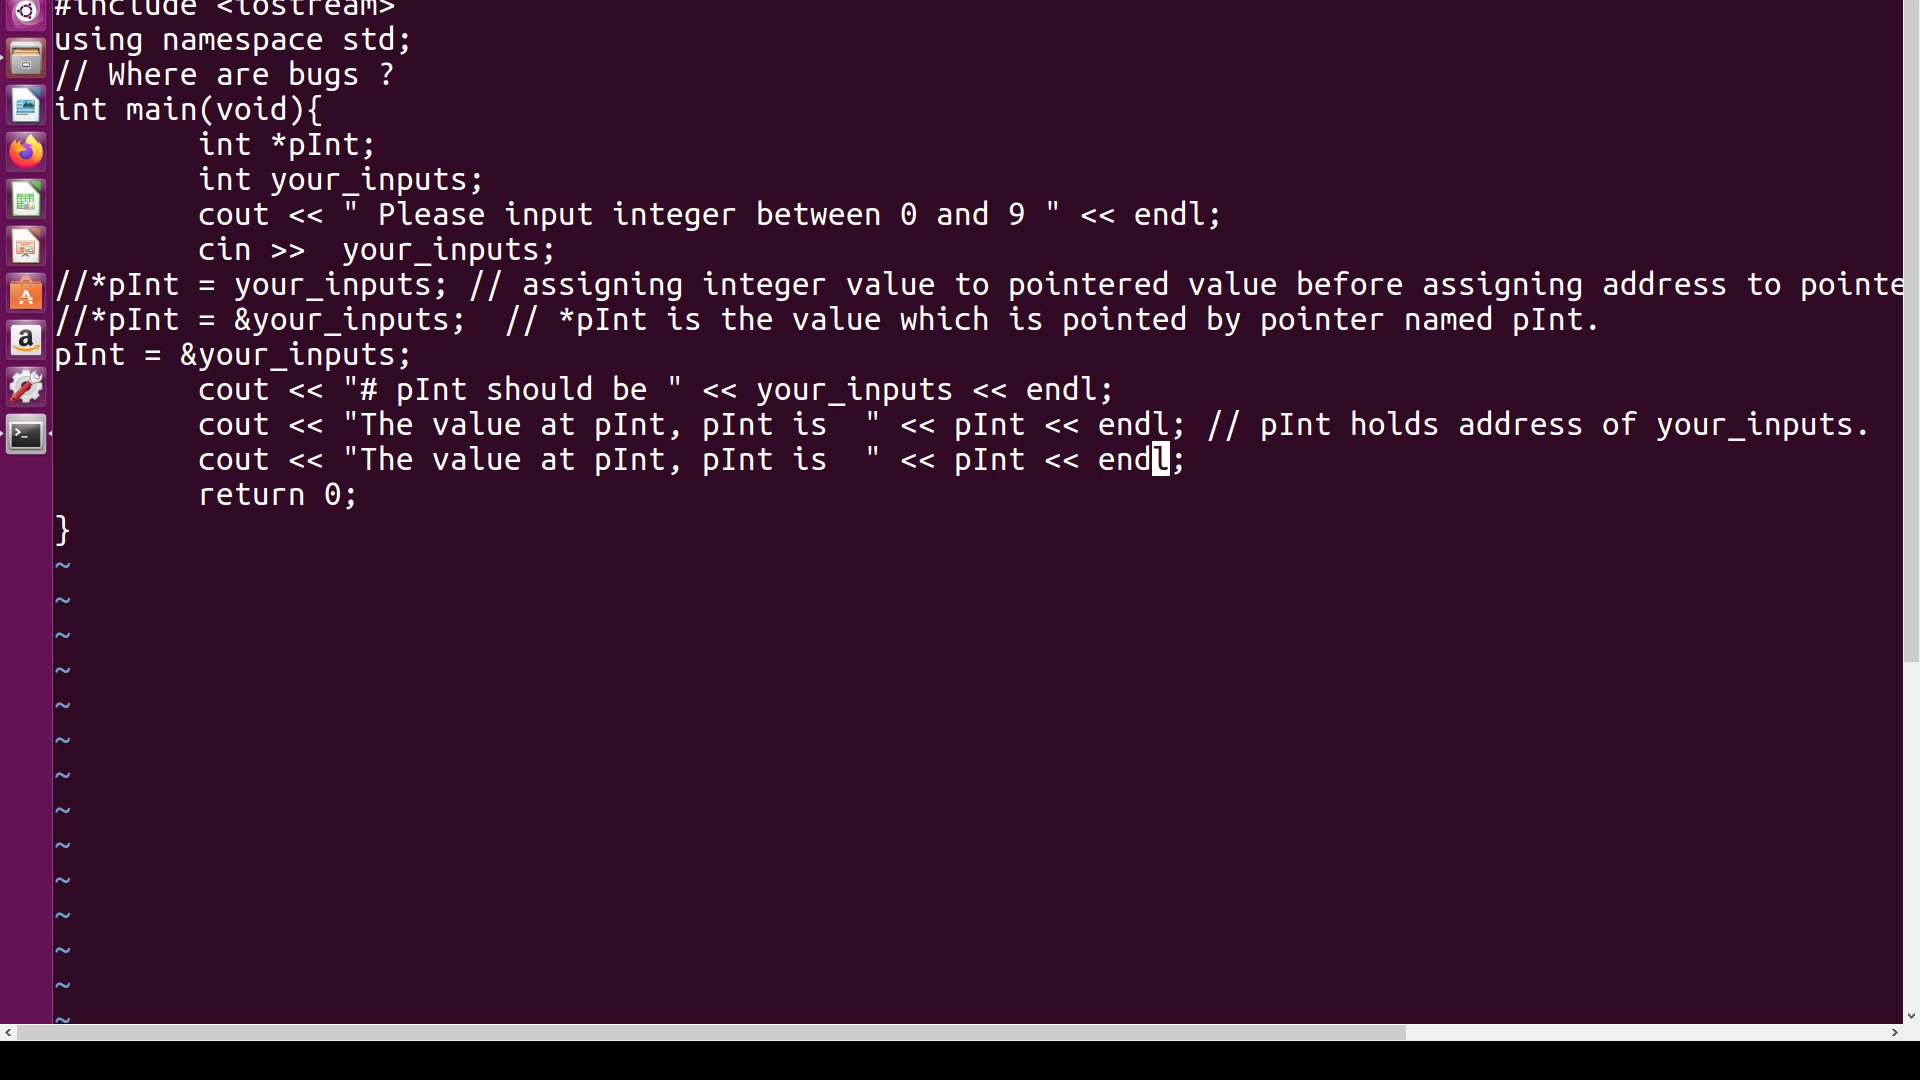 #include <iostream>
using namespace std;
// Where are bugs ?
int main(void){
        int *pInt;
        int your_inputs;
        cout << " Please input integer between 0 and 9 " << endl;
        cin >>  your_inputs;
//*pInt = your_inputs; // assigning integer value to pointered value before assigning address to pointe
//*pInt = &your_inputs;  // *pInt is the value which is pointed by pointer named pInt.
pInt = &your_inputs;
        cout << "# pInt should be " << your_inputs << endl;
        cout << "The value at pInt, pInt is  " << pInt << endl; // pInt holds address of your_inputs.
        cout << "The value at pInt, pInt is  " << pInt << endl;
        return 0;
}
~
~
~
~
~
~
~
~
~
~
~
~
~
~